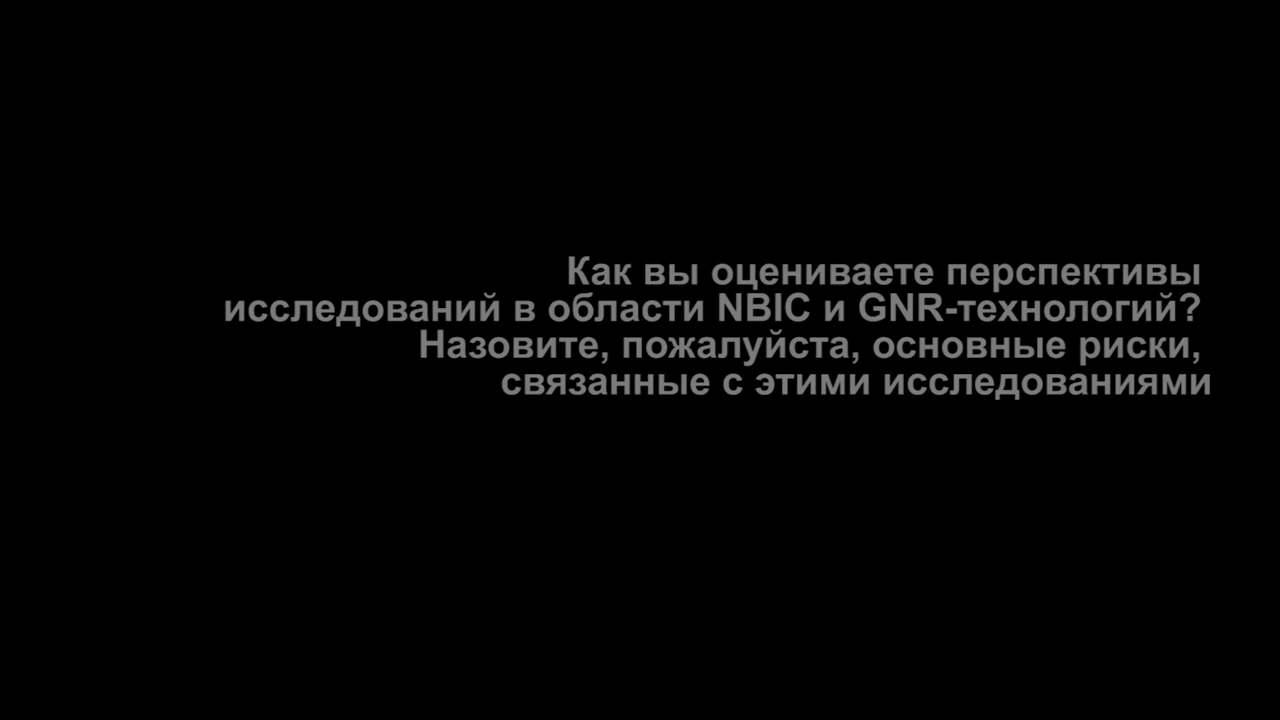 Как вы оцениваете перспективы
исследований в области NBIC и GNR-технологий?
Назовите, пожалуйста, основные риски,
связанные с этими исследованиями